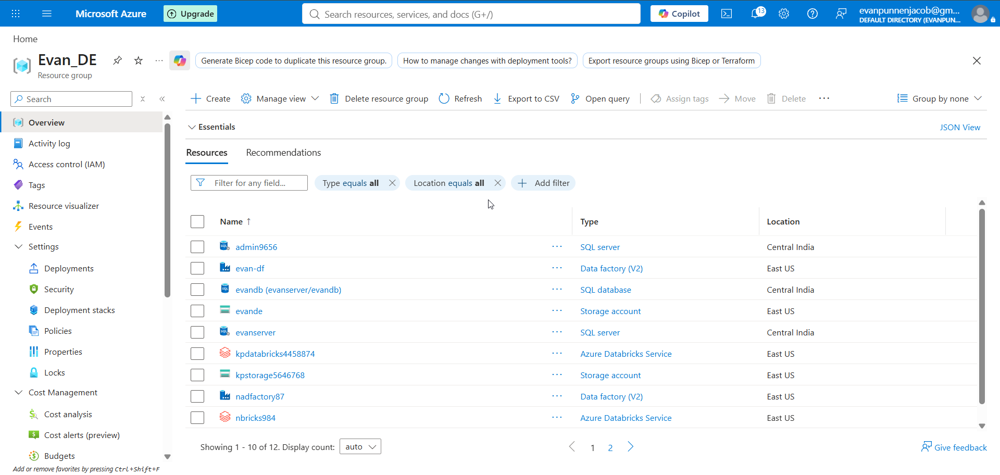 Microsoft Azure
Upgrade
Search resources, services, and docs (G+/)
Copilot
13
evanpunnenjacob@gm...
DEFAULT DIRECTORY (EVANPUN...
Home
Evan_DE
Resource group
Generate Bicep code to duplicate this resource group.
How to manage changes with deployment tools?
Export resource groups using Bicep or Terraform
Search
Create
Manage view
Delete resource group
Refresh
Export to CSV
Open query
Assign tags
Move
Delete
Group by none
Overview
Activity log
Access control (IAM)
Tags
Resource visualizer
Events
Settings
Deployments
Security
Deployment stacks
Policies
Properties
Locks
Cost Management
Cost analysis
Cost alerts (preview)
Budgets
Add or remove favorites by pressing Ctrl+Shift+F
Essentials
JSON View
Resources
Recommendations
Filter for any field...
Type equals all
Location equals all
Add filter
Name ↑ Type Location
admin9656 ... SQL server Central India
evan-df ... Data factory (V2) East US
evandb (evanserver/evandb) ... SQL database Central India
evande ... Storage account East US
evanserver ... SQL server Central India
kpdatabricks4458874 ... Azure Databricks Service East US
kpstorage5646768 ... Storage account East US
nadfactory87 ... Data factory (V2) East US
nbricks984 ... Azure Databricks Service East US
Showing 1 - 10 of 12. Display count: auto
1 2
Give feedback